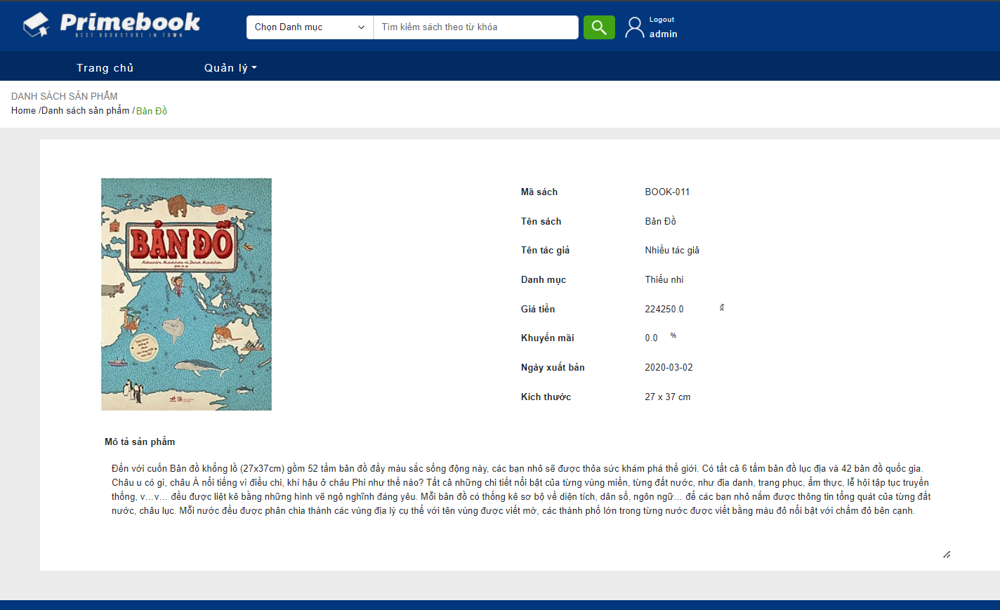 Primebook
BEST BOOKSTORE IN TOWN
Chọn Danh mục
Tìm kiếm sách theo từ khóa
Logout
admin
Trang chủ
Quản lý
DANH SÁCH SẢN PHẨM
Home /Danh sách sản phẩm / Bản Đồ
BẢN ĐỒ
Mã sách BOOK-011
Tên sách Bản Đồ
Tên tác giả Nhiều tác giả
Danh mục Thiếu nhi
Giá tiền 224250.0 đ
Khuyến mãi 0.0 %
Ngày xuất bản 2020-03-02
Kích thước 27 x 37 cm
Mô tả sản phẩm
Đến với cuốn Bản đồ khổng lồ (27x37cm) gồm 52 tấm bản đồ đầy màu sắc sống động này, các bạn nhỏ sẽ được thỏa sức khám phá thế giới. Có tất cả 6 tấm bản đồ lục địa và 42 bản đồ quốc gia.
Châu u có gì, châu Á nổi tiếng vì điều chi, khí hậu ở châu Phi như thế nào? Tất cả những chi tiết nổi bật của từng vùng miền, từng đất nước, như địa danh, trang phục, ẩm thực, lễ hội tập tục truyền
thống, v…v… đều được liệt kê bằng những hình vẽ ngộ nghĩnh đáng yêu. Mỗi bản đồ có thống kê sơ bộ về diện tích, dân số, ngôn ngữ… để các bạn nhỏ nắm được thông tin tổng quát của từng đất
nước, châu lục. Mỗi nước đều được phân chia thành các vùng địa lý cụ thể với tên vùng được viết mờ, các thành phố lớn trong từng nước được viết bằng màu đỏ nổi bật với chấm đỏ bên cạnh.